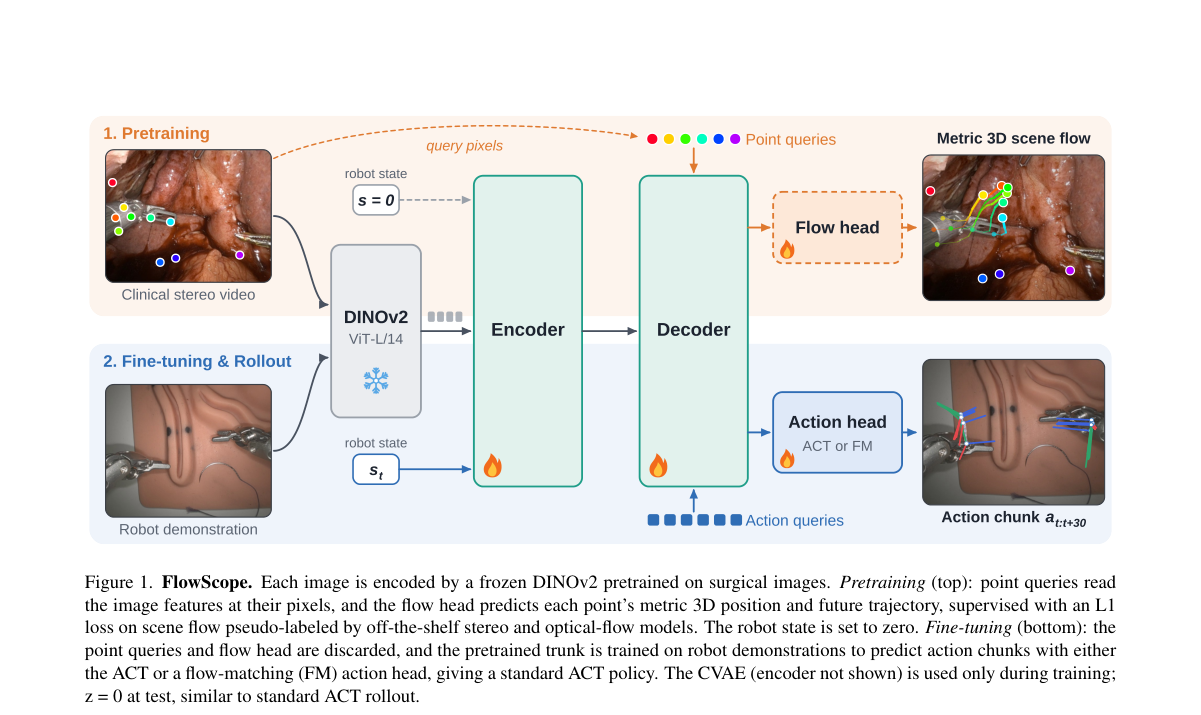 1. Pretraining
query pixels
Point queries
Metric 3D scene flow
robot state
s = 0
Flow head
Clinical stereo video
DINOv2
ViT-L/14
Encoder
Decoder
2. Fine-tuning & Rollout
Action head
ACT or FM
robot state
s_t
Robot demonstration
Action queries
Action chunk a_{t:t+30}
Figure 1. FlowScope. Each image is encoded by a frozen DINOv2 pretrained on surgical images. Pretraining (top): point queries read
the image features at their pixels, and the flow head predicts each point's metric 3D position and future trajectory, supervised with an L1
loss on scene flow pseudo-labeled by off-the-shelf stereo and optical-flow models. The robot state is set to zero. Fine-tuning (bottom): the
point queries and flow head are discarded, and the pretrained trunk is trained on robot demonstrations to predict action chunks with either
the ACT or a flow-matching (FM) action head, giving a standard ACT policy. The CVAE (encoder not shown) is used only during training;
z = 0 at test, similar to standard ACT rollout.